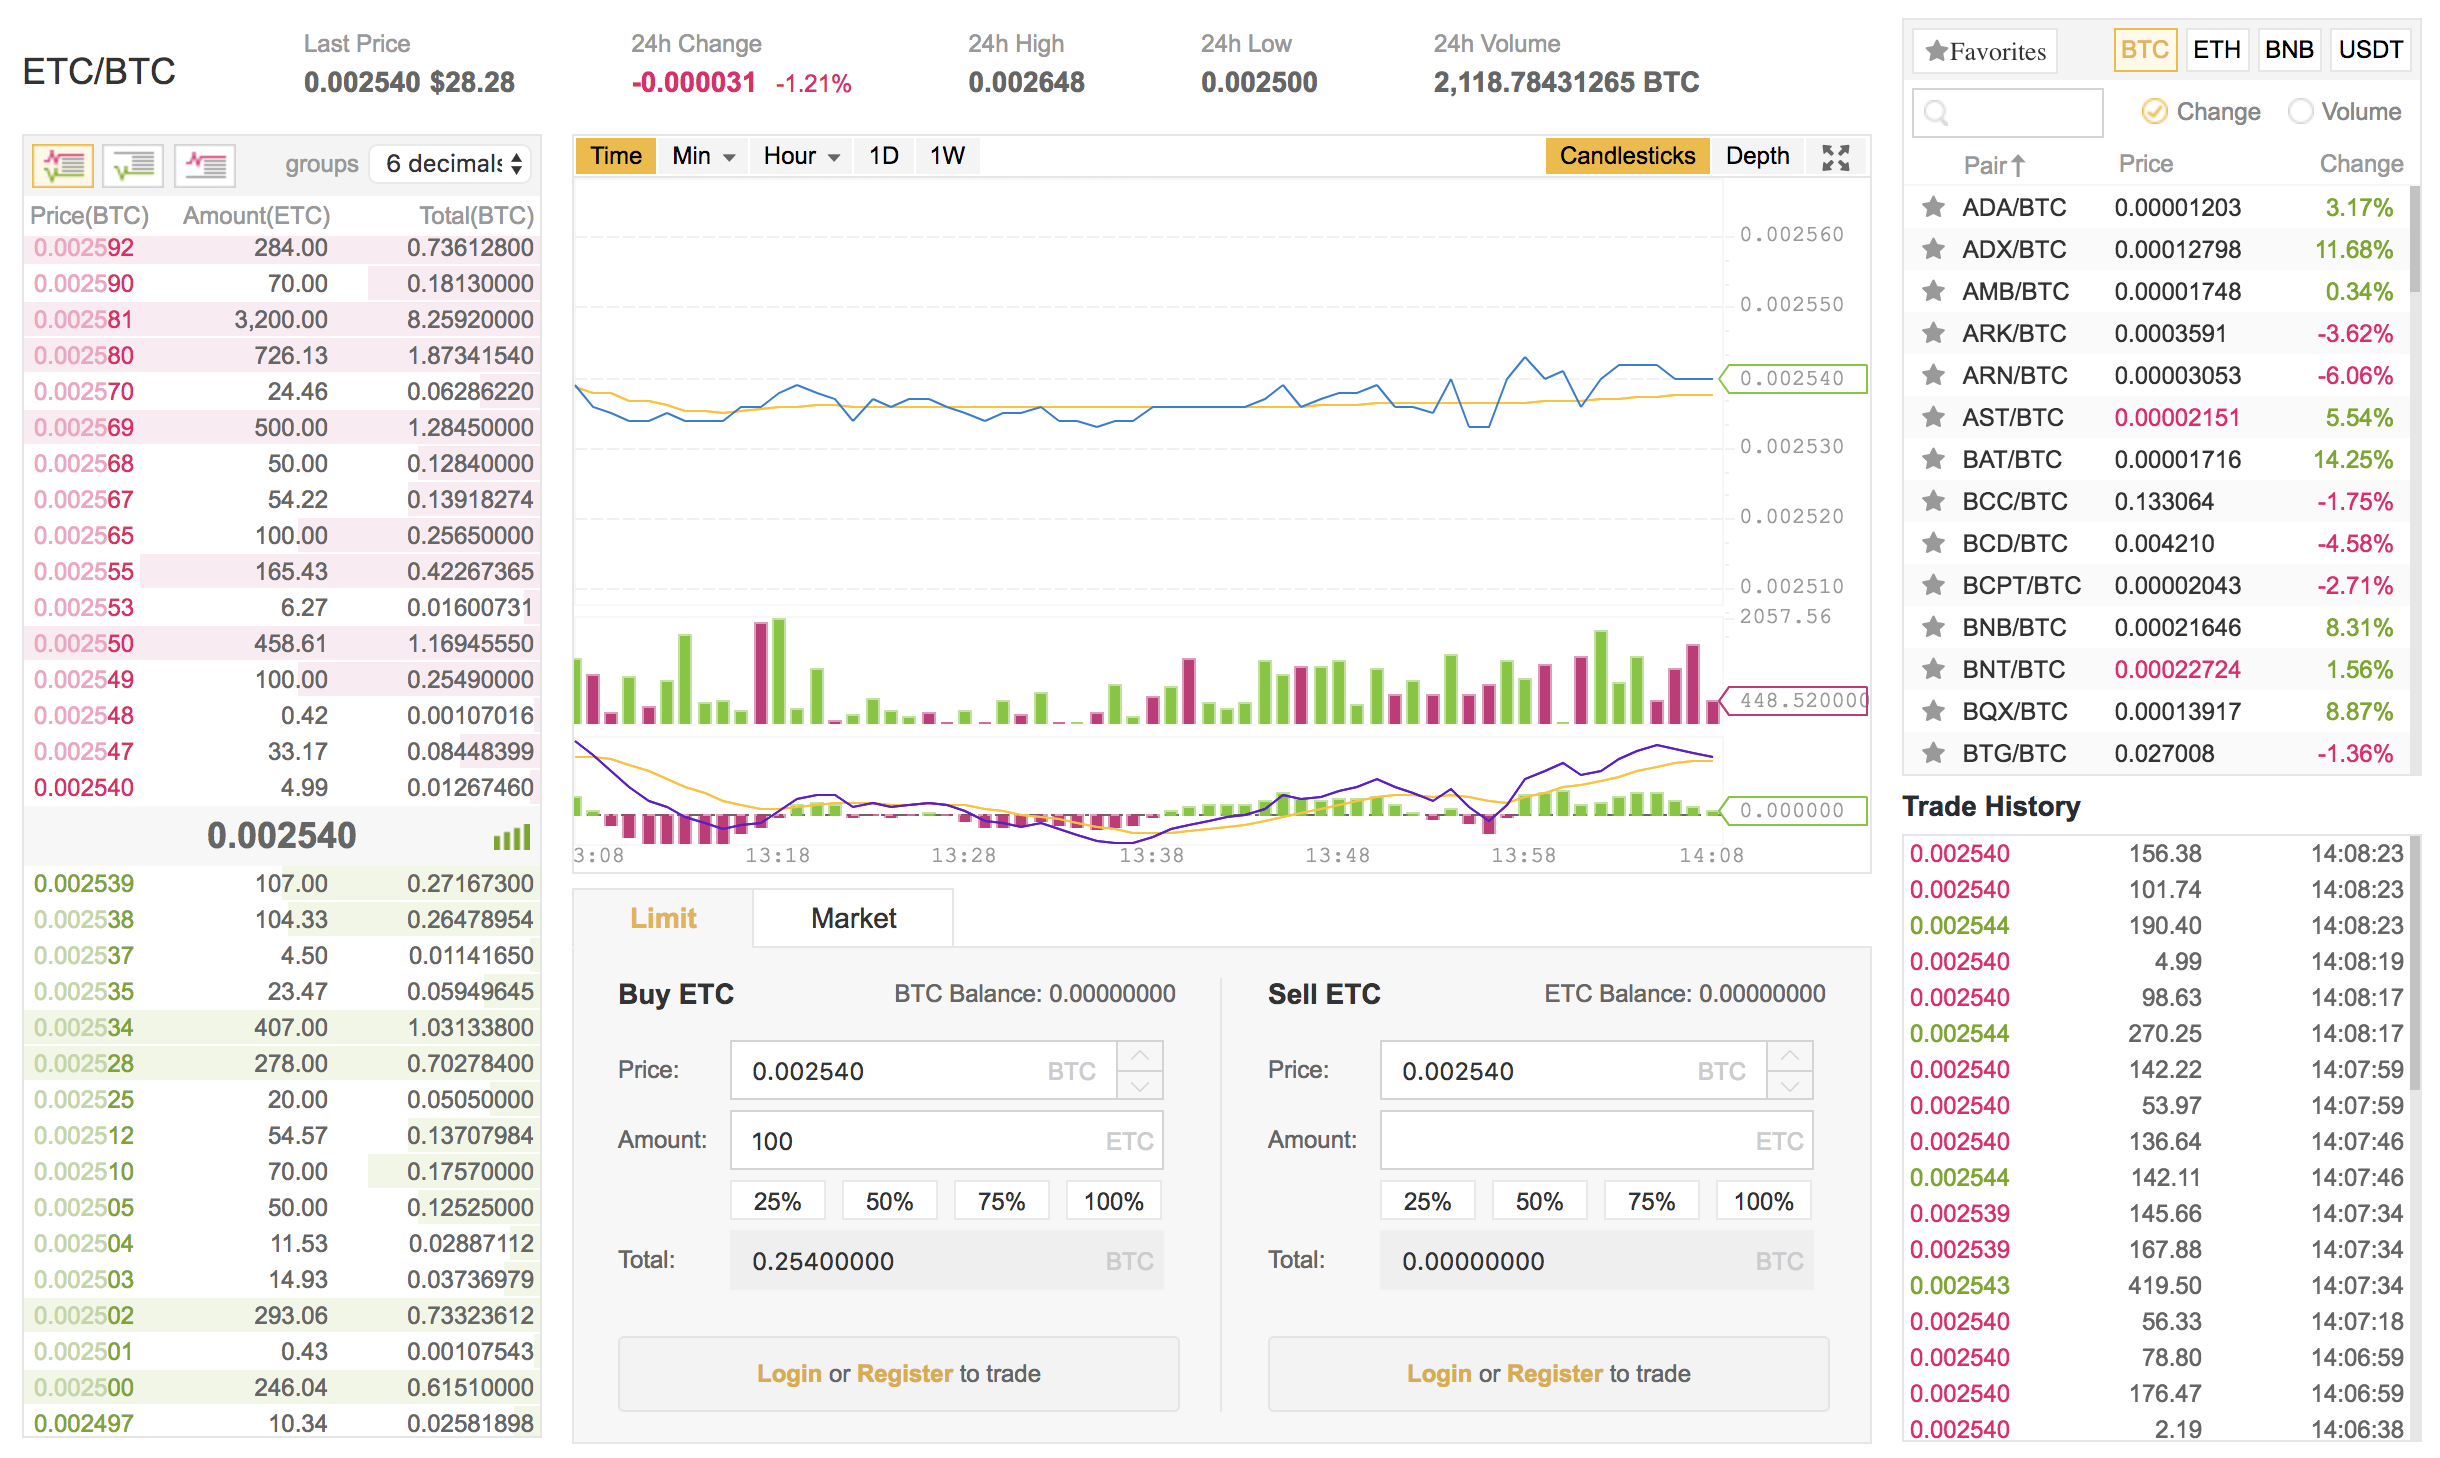 ETC/BTC
Last Price
0.002540 $28.28
24h Change
-0.000031 -1.21%
24h High
0.002648
24h Low
0.002500
24h Volume
2,118.78431265 BTC
groups 6 decimals
Price(BTC) Amount(ETC) Total(BTC)
0.002592 284.00 0.73612800
0.002590 70.00 0.18130000
0.002581 3,200.00 8.25920000
0.002580 726.13 1.87341540
0.002570 24.46 0.06286220
0.002569 500.00 1.28450000
0.002568 50.00 0.12840000
0.002567 54.22 0.13918274
0.002565 100.00 0.25650000
0.002555 165.43 0.42267365
0.002553 6.27 0.01600731
0.002550 458.61 1.16945550
0.002549 100.00 0.25490000
0.002548 0.42 0.00107016
0.002547 33.17 0.08448399
0.002540 4.99 0.01267460
0.002540
0.002539 107.00 0.27167300
0.002538 104.33 0.26478954
0.002537 4.50 0.01141650
0.002535 23.47 0.05949645
0.002534 407.00 1.03133800
0.002528 278.00 0.70278400
0.002525 20.00 0.05050000
0.002512 54.57 0.13707984
0.002510 70.00 0.17570000
0.002505 50.00 0.12525000
0.002504 11.53 0.02887112
0.002503 14.93 0.03736979
0.002502 293.06 0.73323612
0.002501 0.43 0.00107543
0.002500 246.04 0.61510000
0.002497 10.34 0.02581898
Time Min Hour 1D 1W Candlesticks Depth
0.002560
0.002550
0.002540
0.002530
0.002520
0.002510
2057.56
448.520000
0.000000
3:08 13:18 13:28 13:38 13:48 13:58 14:08
Limit Market
Buy ETC BTC Balance: 0.00000000
Price: 0.002540 BTC
Amount: 100 ETC
25% 50% 75% 100%
Total: 0.25400000 BTC
Login or Register to trade
Sell ETC ETC Balance: 0.00000000
Price: 0.002540 BTC
Amount: ETC
25% 50% 75% 100%
Total: 0.00000000 BTC
Login or Register to trade
Favorites BTC ETH BNB USDT
Change Volume
Pair Price Change
ADA/BTC 0.00001203 3.17%
ADX/BTC 0.00012798 11.68%
AMB/BTC 0.00001748 0.34%
ARK/BTC 0.0003591 -3.62%
ARN/BTC 0.00003053 -6.06%
AST/BTC 0.00002151 5.54%
BAT/BTC 0.00001716 14.25%
BCC/BTC 0.133064 -1.75%
BCD/BTC 0.004210 -4.58%
BCPT/BTC 0.00002043 -2.71%
BNB/BTC 0.00021646 8.31%
BNT/BTC 0.00022724 1.56%
BQX/BTC 0.00013917 8.87%
BTG/BTC 0.027008 -1.36%
Trade History
0.002540 156.38 14:08:23
0.002540 101.74 14:08:23
0.002544 190.40 14:08:23
0.002540 4.99 14:08:19
0.002540 98.63 14:08:17
0.002544 270.25 14:08:17
0.002540 142.22 14:07:59
0.002540 53.97 14:07:59
0.002540 136.64 14:07:46
0.002544 142.11 14:07:46
0.002539 145.66 14:07:34
0.002539 167.88 14:07:34
0.002543 419.50 14:07:34
0.002540 56.33 14:07:18
0.002540 78.80 14:06:59
0.002540 176.47 14:06:59
0.002540 2.19 14:06:38